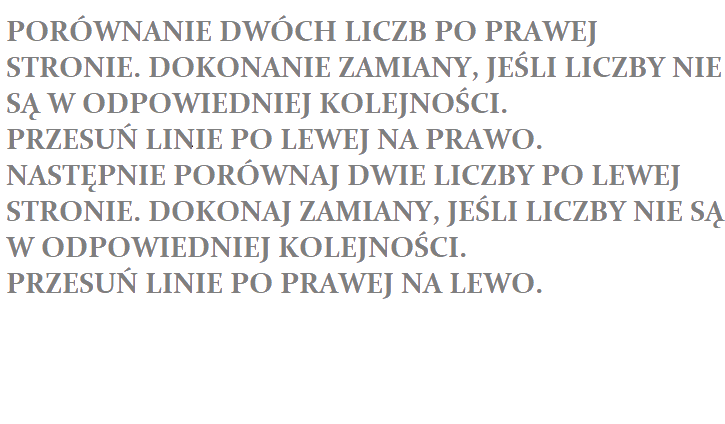 PORÓWNANIE DWÓCH LICZB PO PRAWEJ
STRONIE. DOKONANIE ZAMIANY, JEŚLI LICZBY NIE
SĄ W ODPOWIEDNIEJ KOLEJNOŚCI.
PRZESUŃ LINIE PO LEWEJ NA PRAWO.
NASTĘPNIE PORÓWNAJ DWIE LICZBY PO LEWEJ
STRONIE. DOKONAJ ZAMIANY, JEŚLI LICZBY NIE SĄ
W ODPOWIEDNIEJ KOLEJNOŚCI.
PRZESUŃ LINIE PO PRAWEJ NA LEWO.